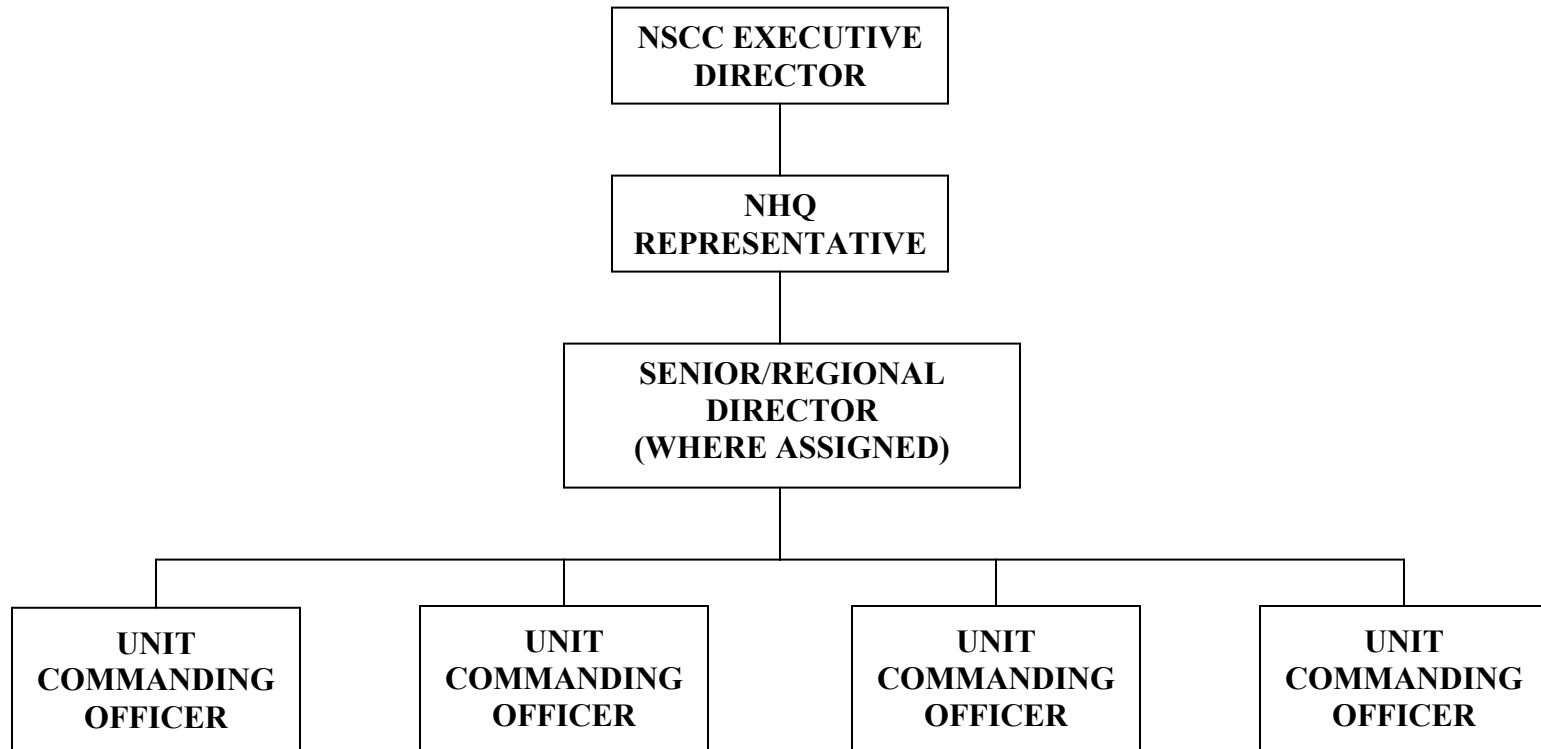 NSCC EXECUTIVE
DIRECTOR
NHQ
REPRESENTATIVE
SENIOR/REGIONAL
DIRECTOR
(WHERE ASSIGNED)
UNIT
COMMANDING
OFFICER
UNIT
COMMANDING
OFFICER
UNIT
COMMANDING
OFFICER
UNIT
COMMANDING
OFFICER